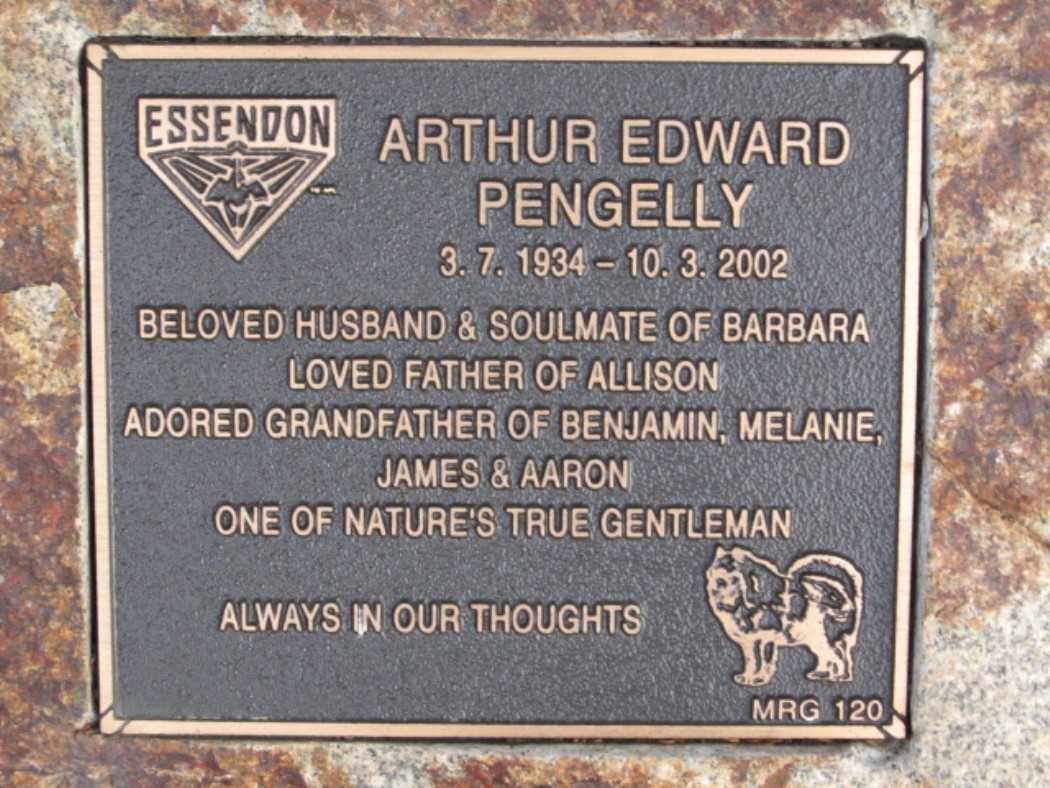 ESSENDON
ARTHUR EDWARD
PENGELLY
3. 7. 1934 – 10. 3. 2002
BELOVED HUSBAND & SOULMATE OF BARBARA
LOVED FATHER OF ALLISON
ADORED GRANDFATHER OF BENJAMIN, MELANIE,
JAMES & AARON
ONE OF NATURE'S TRUE GENTLEMAN
ALWAYS IN OUR THOUGHTS
MRG 120